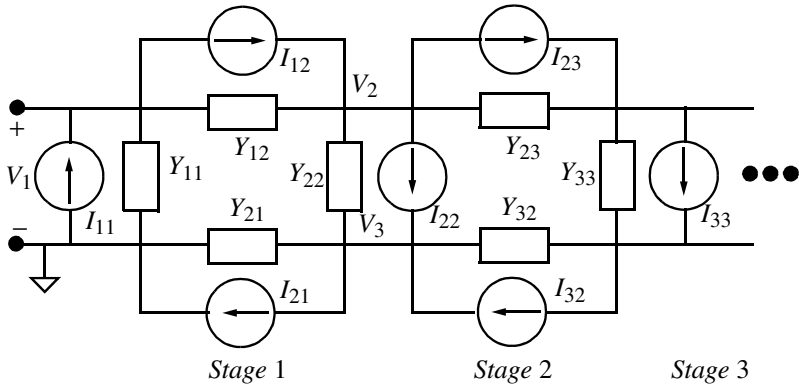 I12
I23
V2
+
Y12
Y23
V1
Y11
Y22
Y33
I11
Y21
V3
I22
Y32
I33
−
I21
I32
Stage 1
Stage 2
Stage 3